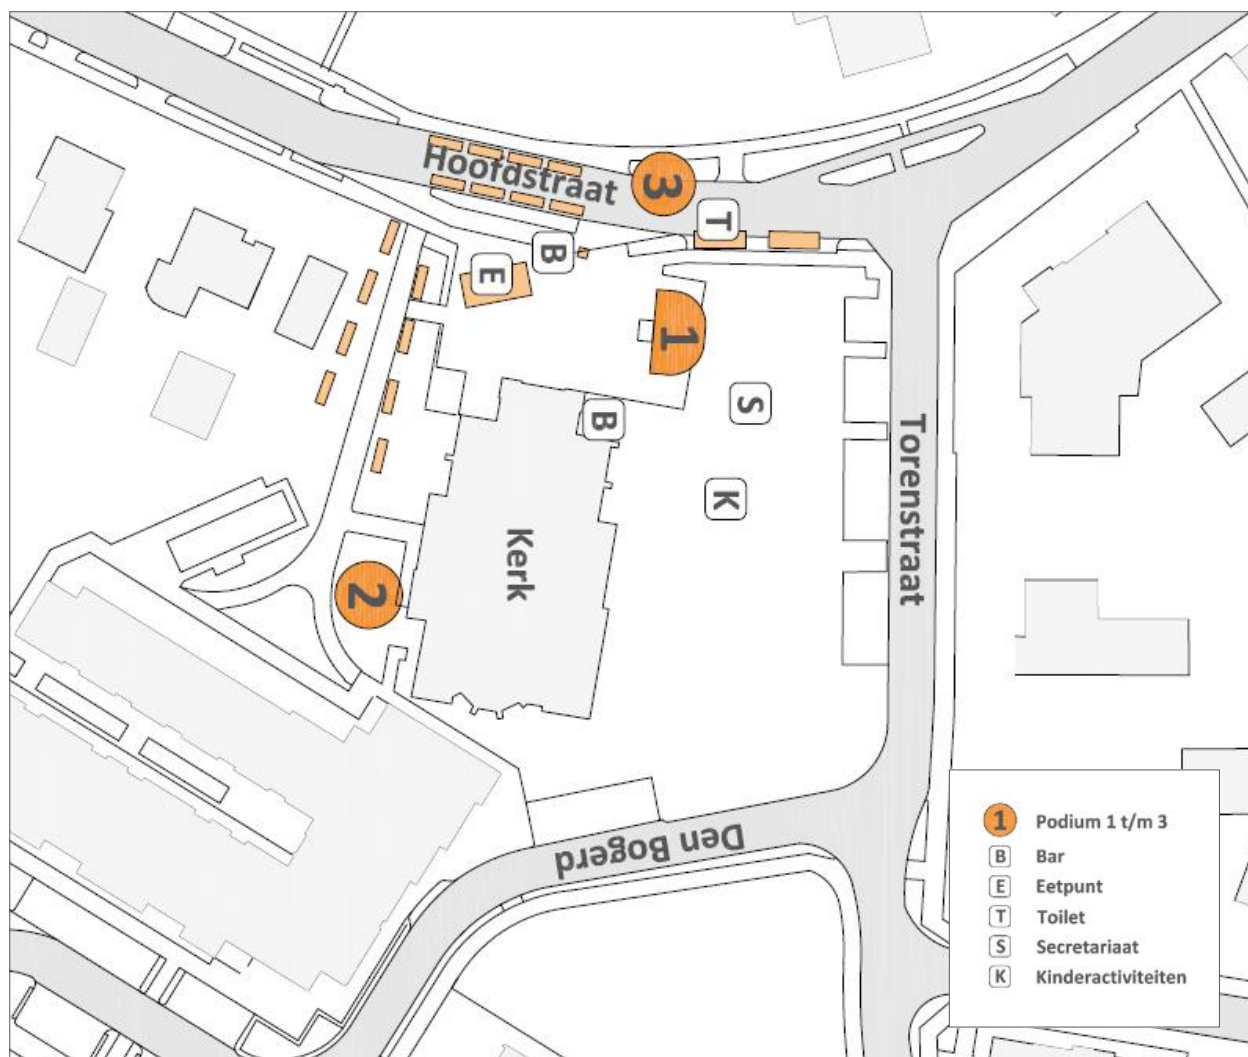 Hoofdstraat
3
T
B
E
1
S
B
K
Torenstraat
Kerk
2
Den Bogerd
1 Podium 1 t/m 3
B Bar
E Eetpunt
T Toilet
S Secretariaat
K Kinderactiviteiten